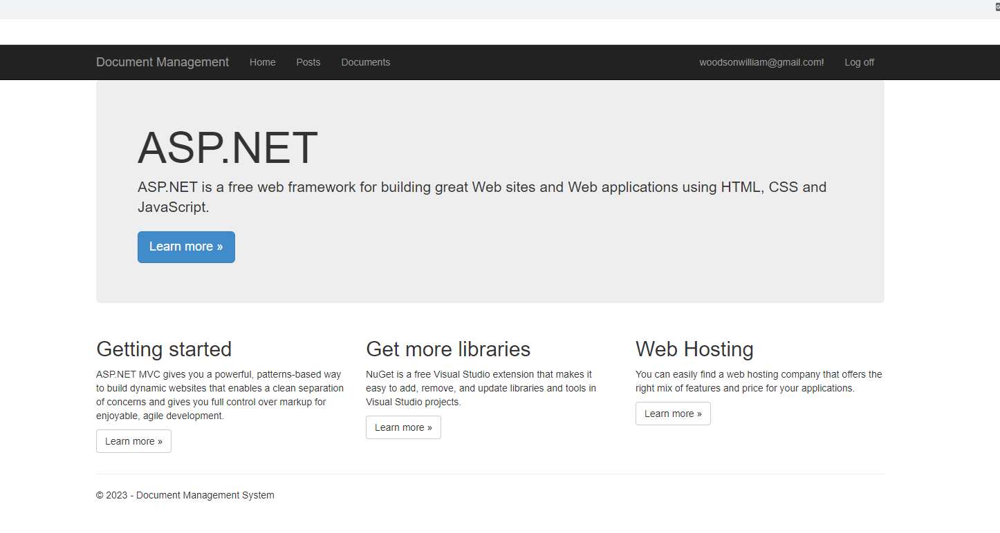 Document Management Home Posts Documents woodsonwilliam@gmail.com! Log off
ASP.NET
ASP.NET is a free web framework for building great Web sites and Web applications using HTML, CSS and
JavaScript.
Learn more »
Getting started
ASP.NET MVC gives you a powerful, patterns-based way
to build dynamic websites that enables a clean separation
of concerns and gives you full control over markup for
enjoyable, agile development.
Learn more »
Get more libraries
NuGet is a free Visual Studio extension that makes it
easy to add, remove, and update libraries and tools in
Visual Studio projects.
Learn more »
Web Hosting
You can easily find a web hosting company that offers the
right mix of features and price for your applications.
Learn more »
© 2023 - Document Management System